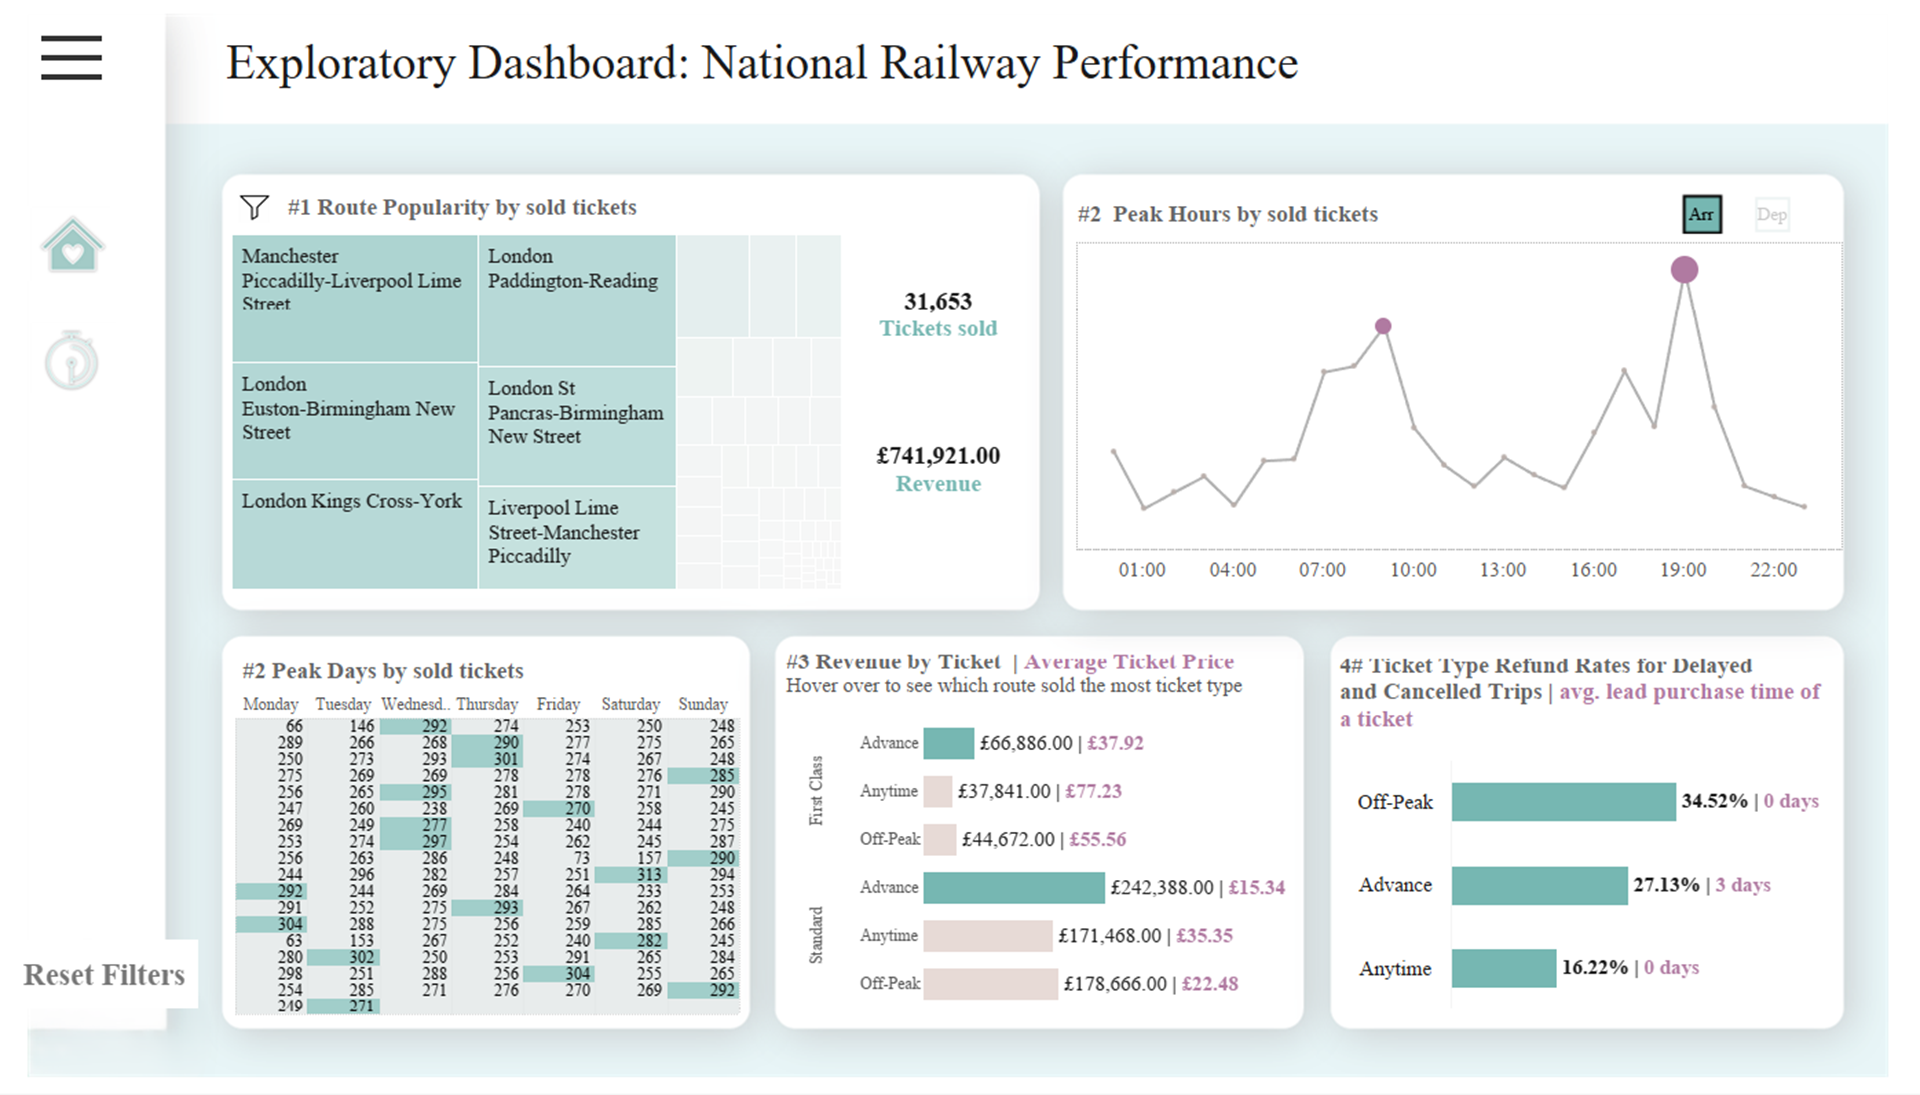 Exploratory Dashboard: National Railway Performance
#1 Route Popularity by sold tickets
Manchester
Piccadilly-Liverpool Lime
Street
London
Euston-Birmingham New
Street
London Kings Cross-York
London
Paddington-Reading
London St
Pancras-Birmingham
New Street
Liverpool Lime
Street-Manchester
Piccadilly
31,653
Tickets sold
£741,921.00
Revenue
#2 Peak Hours by sold tickets
Arr
Dep
01:00 04:00 07:00 10:00 13:00 16:00 19:00 22:00
#2 Peak Days by sold tickets
Monday Tuesday Wednesd.. Thursday Friday Saturday Sunday
66 146 292 274 253 250 248
289 266 268 290 277 275 265
250 273 293 301 274 267 248
275 269 269 278 278 276 285
256 265 295 281 278 271 290
247 260 238 269 270 258 245
269 249 277 258 240 244 275
253 274 297 254 262 245 287
256 263 286 248 73 157 290
244 296 282 257 251 313 294
292 244 269 284 264 233 253
291 252 275 293 267 262 248
304 288 275 256 259 285 266
63 153 267 252 240 282 245
280 302 250 253 291 265 284
298 251 288 256 304 255 265
254 285 271 276 270 269 292
249 271
#3 Revenue by Ticket | Average Ticket Price
Hover over to see which route sold the most ticket type
First Class
Advance £66,886.00 | £37.92
Anytime £37,841.00 | £77.23
Off-Peak £44,672.00 | £55.56
Standard
Advance £242,388.00 | £15.34
Anytime £171,468.00 | £35.35
Off-Peak £178,666.00 | £22.48
4# Ticket Type Refund Rates for Delayed
and Cancelled Trips | avg. lead purchase time of
a ticket
Off-Peak 34.52% | 0 days
Advance 27.13% | 3 days
Anytime 16.22% | 0 days
Reset Filters